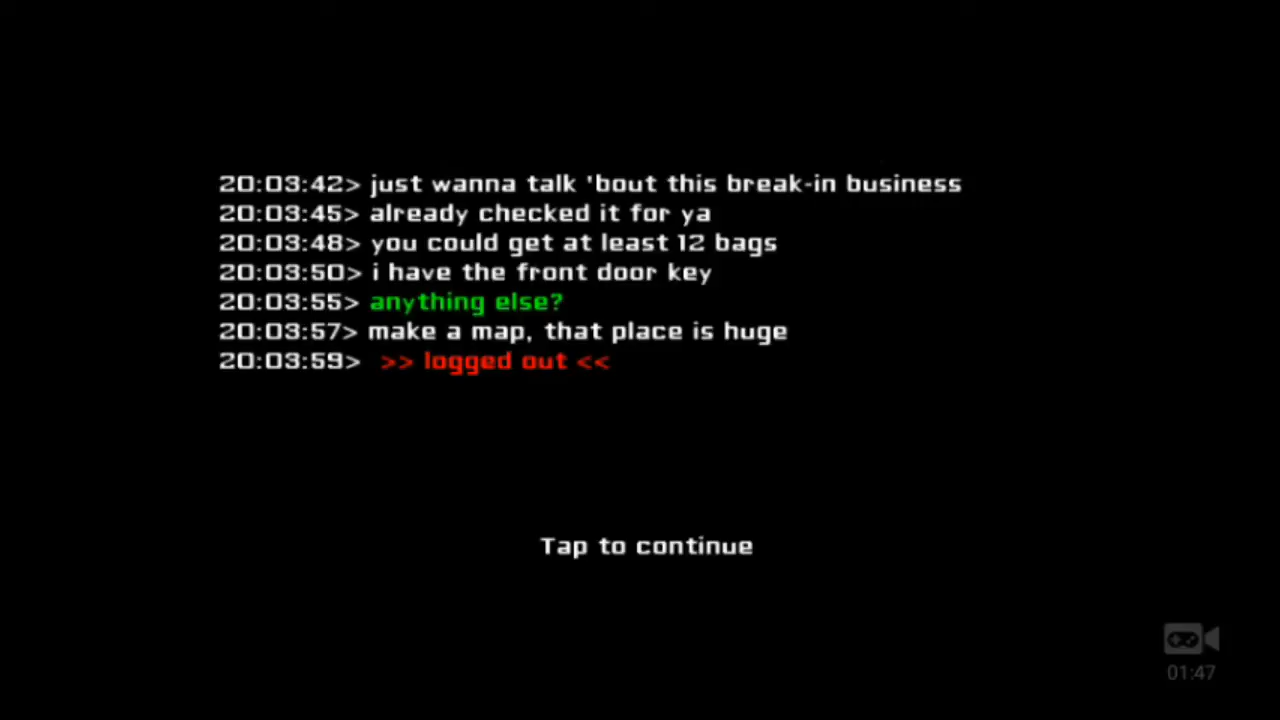 20:03:42> just wanna talk 'bout this break-in business
20:03:45> already checked it for ya
20:03:48> you could get at least 12 bags
20:03:50> i have the front door key
20:03:55> anything else?
20:03:57> make a map, that place is huge
20:03:59> >> logged out <<
Tap to continue
01:47